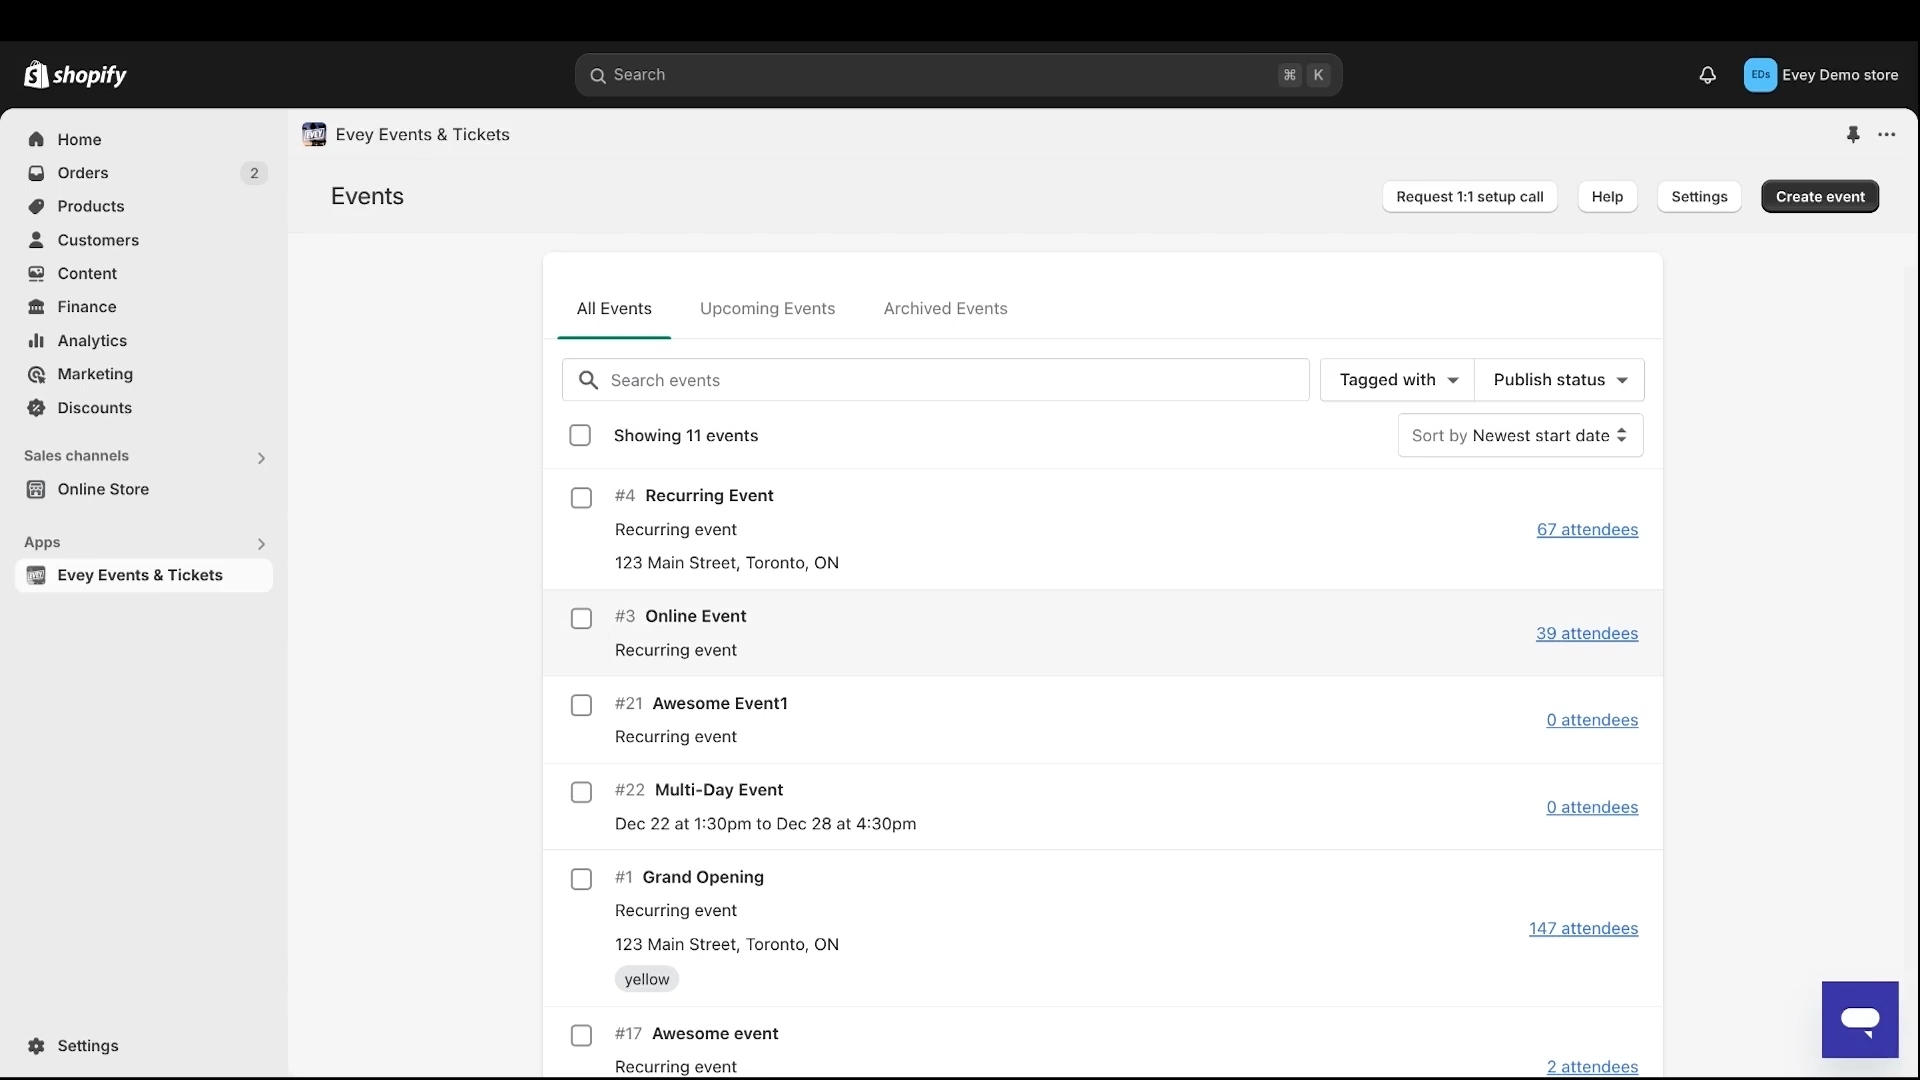 shopify
Search
⌘ K
EDs Evey Demo store
Home
Orders 2
Products
Customers
Content
Finance
Analytics
Marketing
Discounts
Sales channels
Online Store
Apps
Evey Events & Tickets
Settings
EVEY Evey Events & Tickets
Events
Request 1:1 setup call Help Settings Create event
All Events Upcoming Events Archived Events
Search events Tagged with Publish status
Showing 11 events Sort by Newest start date
#4 Recurring Event
Recurring event 67 attendees
123 Main Street, Toronto, ON
#3 Online Event
39 attendees
Recurring event
#21 Awesome Event1
0 attendees
Recurring event
#22 Multi-Day Event
0 attendees
Dec 22 at 1:30pm to Dec 28 at 4:30pm
#1 Grand Opening
Recurring event
147 attendees
123 Main Street, Toronto, ON
yellow
#17 Awesome event
Recurring event 2 attendees